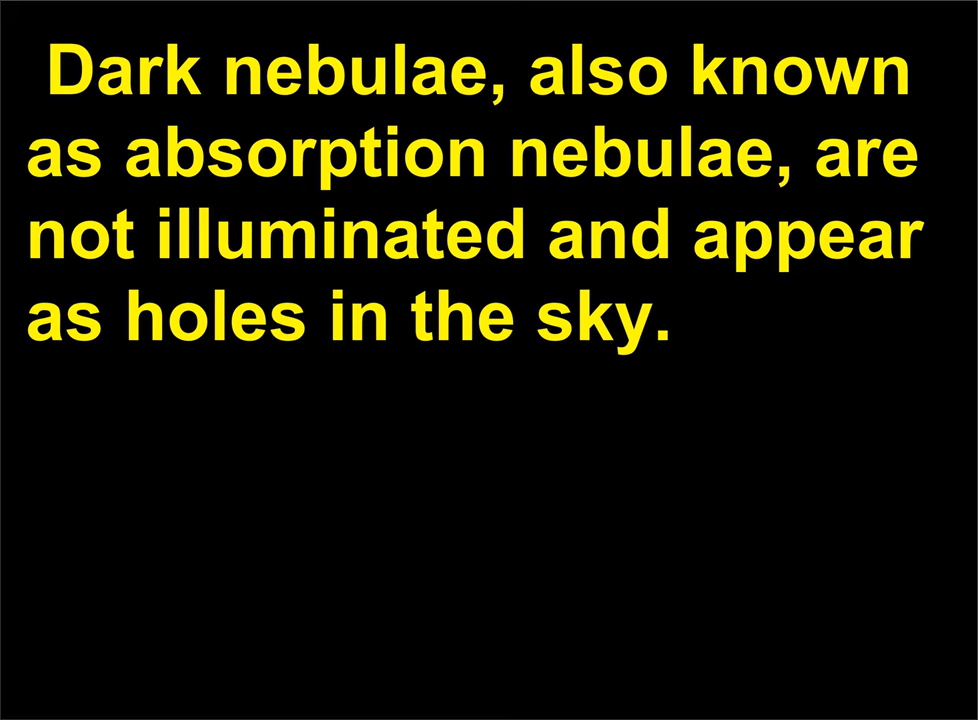 Dark nebulae, also known
as absorption nebulae, are
not illuminated and appear
as holes in the sky.